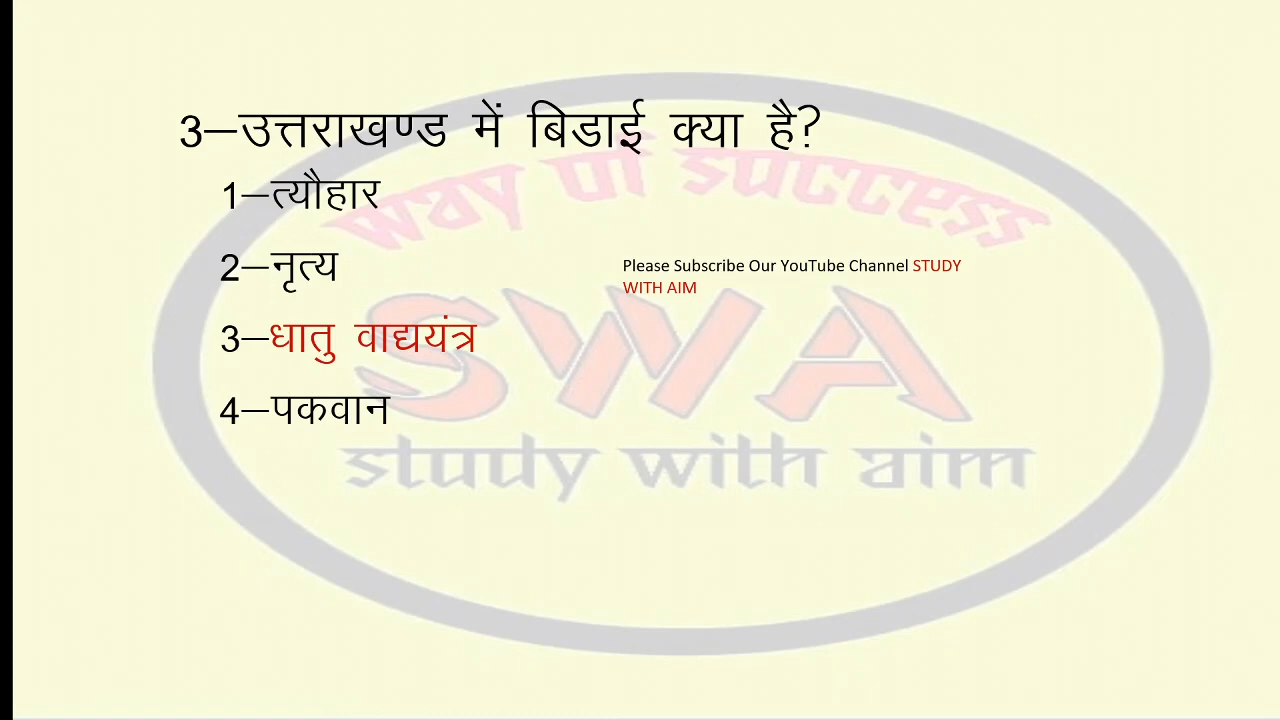 3–उत्तराखण्ड में बिडाई क्या है?
way of success
1–त्यौहार
2–नृत्य
Please Subscribe Our YouTube Channel STUDY
WITH AIM
3–धातु वाद्ययंत्र
SWA
4–पकवान
study with aim